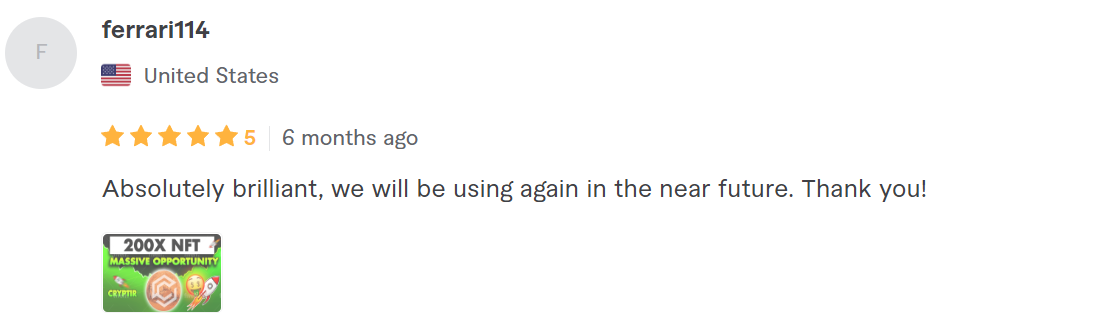 F
ferrari114
United States
5 6 months ago
Absolutely brilliant, we will be using again in the near future. Thank you!
200X NFT
MASSIVE OPPORTUNITY
CRYPTIR